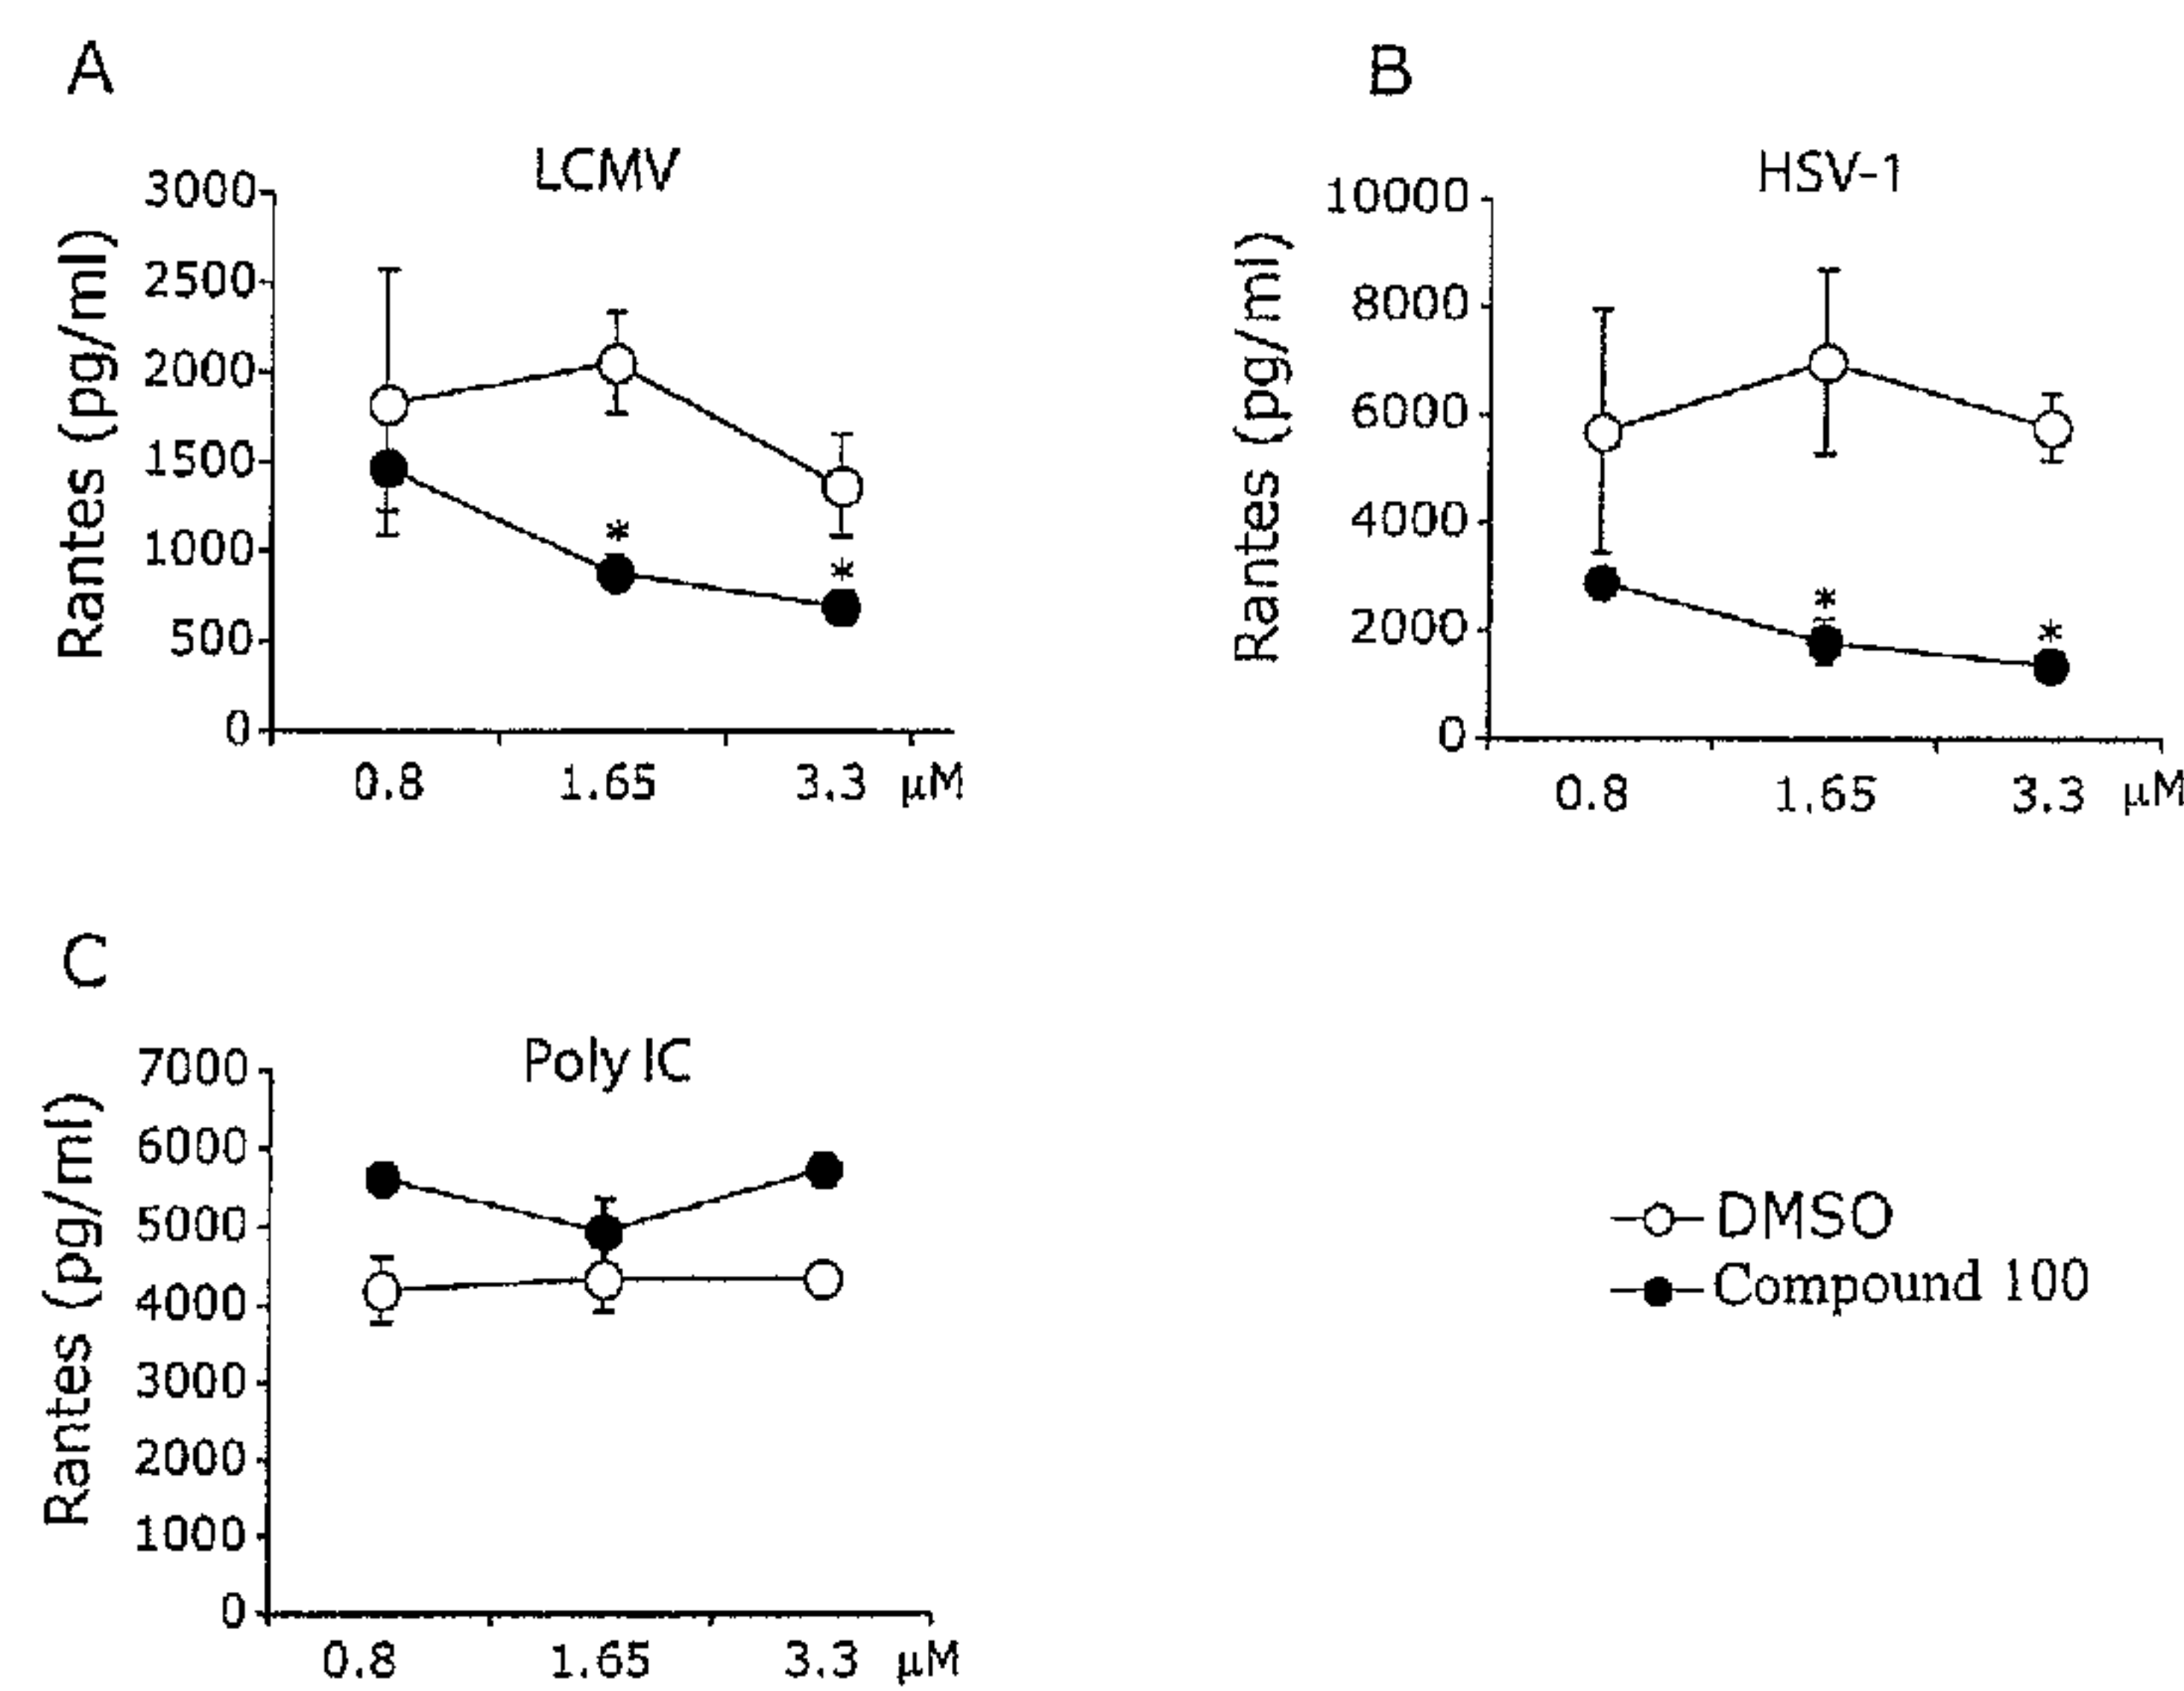 A
LCMV
Rantes (pg/ml)
3000
2500
2000
1500
1000
500
0
*
*
0.8 1.65 3.3 μM
B
HSV-1
Rantes (pg/ml)
10000
8000
6000
4000
2000
0
*
*
0.8 1.65 3.3 μM
C
Poly IC
Rantes (pg/ml)
7000
6000
5000
4000
3000
2000
1000
0
0.8 1.65 3.3 μM
DMSO
Compound 100